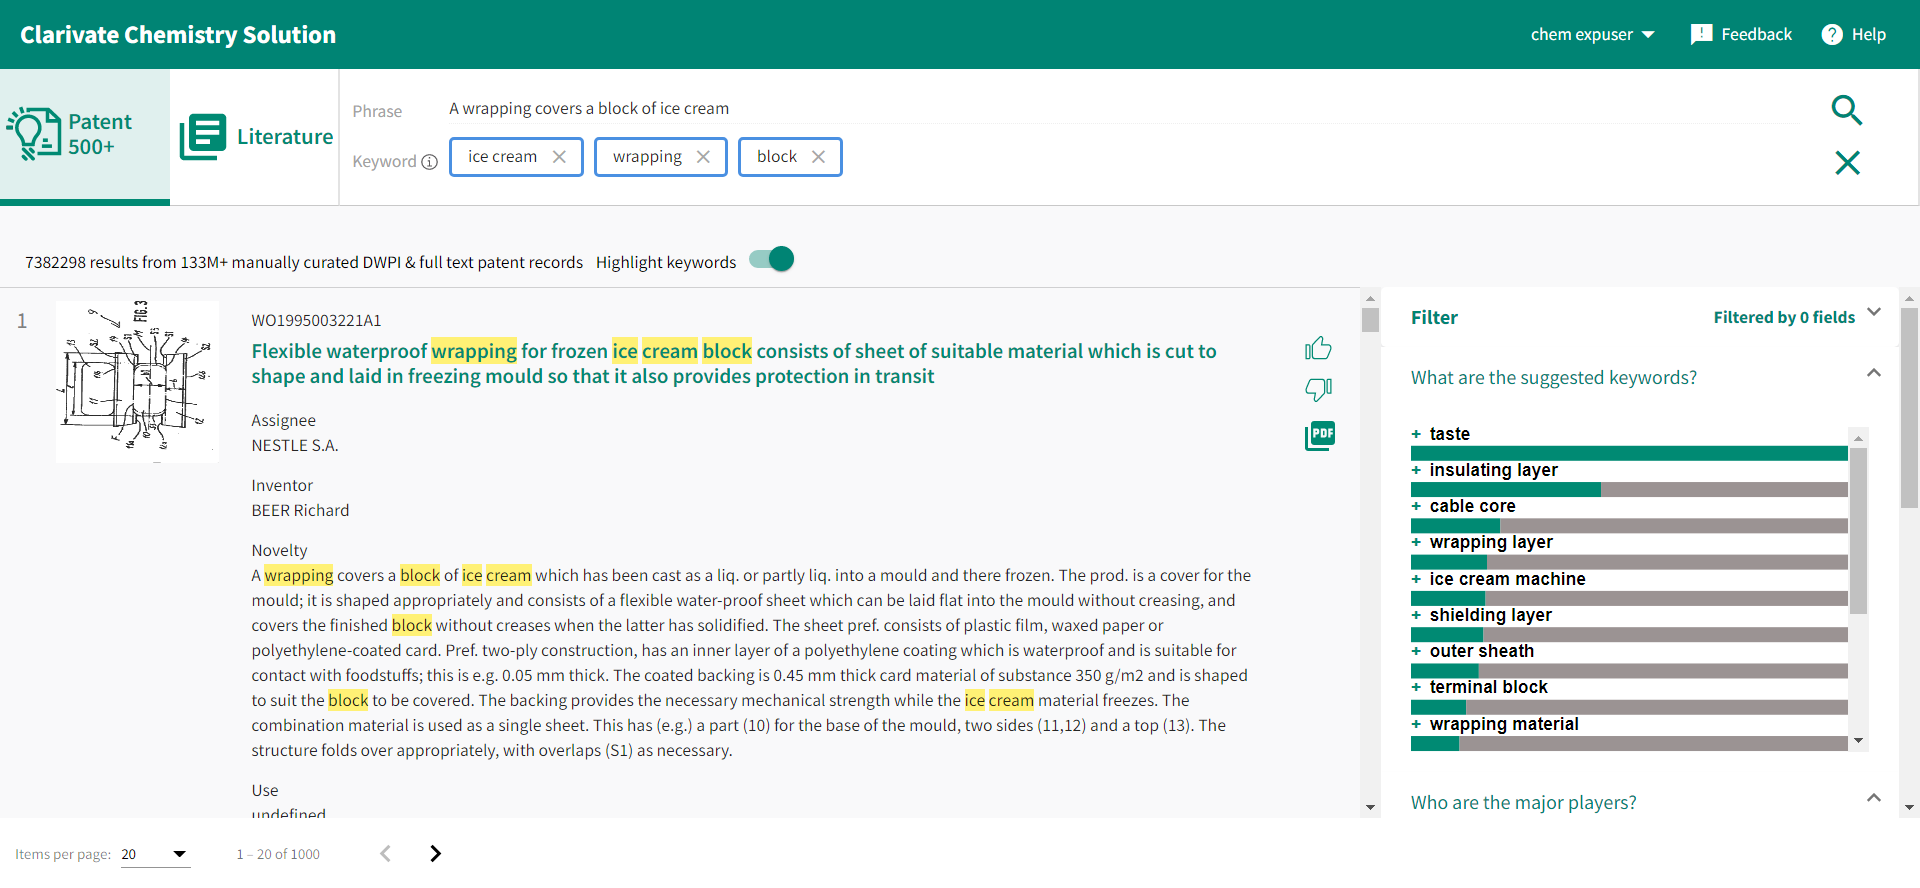 Clarivate Chemistry Solution
chem expuser
Feedback
Help
Patent
500+
Literature
Phrase
A wrapping covers a block of ice cream
Keyword
ice cream
wrapping
block
7382298 results from 133M+ manually curated DWPI & full text patent records
Highlight keywords
1
FIG.3
WO1995003221A1
Flexible waterproof wrapping for frozen ice cream block consists of sheet of suitable material which is cut to
shape and laid in freezing mould so that it also provides protection in transit
Assignee
NESTLE S.A.
Inventor
BEER Richard
Novelty
A wrapping covers a block of ice cream which has been cast as a liq. or partly liq. into a mould and there frozen. The prod. is a cover for the
mould; it is shaped appropriately and consists of a flexible water-proof sheet which can be laid flat into the mould without creasing, and
covers the finished block without creases when the latter has solidified. The sheet pref. consists of plastic film, waxed paper or
polyethylene-coated card. Pref. two-ply construction, has an inner layer of a polyethylene coating which is waterproof and is suitable for
contact with foodstuffs; this is e.g. 0.05 mm thick. The coated backing is 0.45 mm thick card material of substance 350 g/m2 and is shaped
to suit the block to be covered. The backing provides the necessary mechanical strength while the ice cream material freezes. The
combination material is used as a single sheet. This has (e.g.) a part (10) for the base of the mould, two sides (11,12) and a top (13). The
structure folds over appropriately, with overlaps (S1) as necessary.
Use
undefined
PDF
Filter
Filtered by 0 fields
What are the suggested keywords?
+ taste
+ insulating layer
+ cable core
+ wrapping layer
+ ice cream machine
+ shielding layer
+ outer sheath
+ terminal block
+ wrapping material
Who are the major players?
Items per page: 20
1 – 20 of 1000